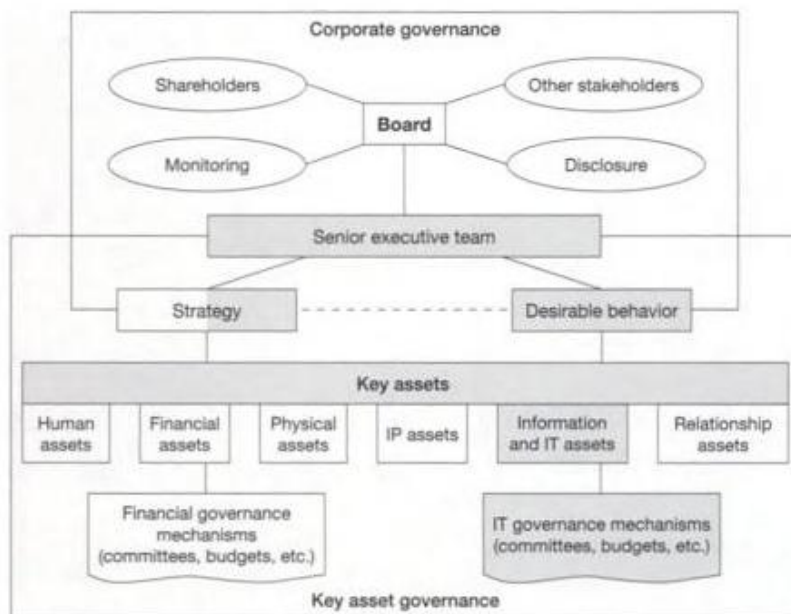 Corporate governance
Shareholders
Other stakeholders
Board
Monitoring
Disclosure
Senior executive team
Strategy
Desirable behavior
Key assets
Human
assets
Financial
assets
Physical
assets
IP assets
Information
and IT assets
Relationship
assets
Financial governance
mechanisms
(committees, budgets, etc.)
IT governance mechanisms
(committees, budgets, etc.)
Key asset governance